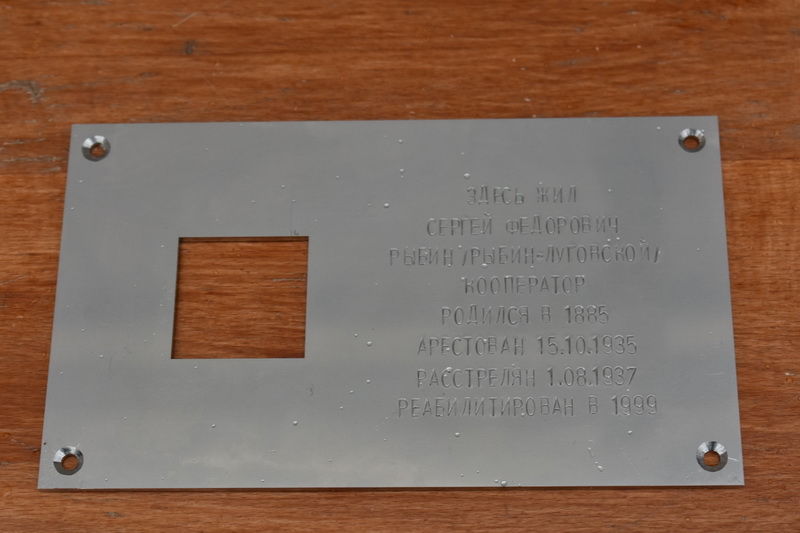 ЗДЕСЬ ЖИЛ
СЕРГЕЙ ФЕДОРОВИЧ
РЫБИН /РЫБИН-ЛУГОВСКОЙ/
КООПЕРАТОР
РОДИЛСЯ В 1885
АРЕСТОВАН 15.10.1935
РАССТРЕЛЯН 1.08.1937
РЕАБИЛИТИРОВАН В 1999